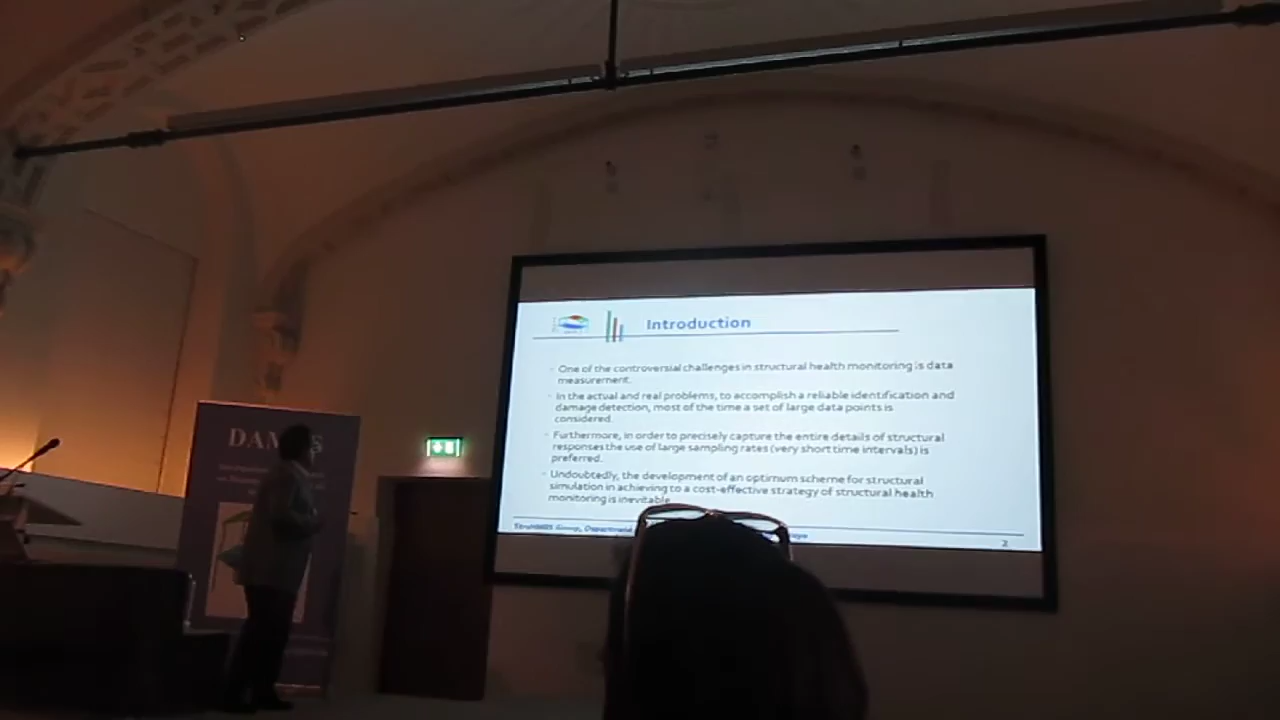 Introduction
One of the controversial challenges in structural health monitoring is data
measurement.
In the actual and real problems, to accomplish a reliable identification and
damage detection, most of the time a set of large data points is
considered.
Furthermore, in order to precisely capture the entire details of structural
responses the use of large sampling rates (very short time intervals) is
preferred.
Undoubtedly, the development of an optimum scheme for structural
simulation in achieving to a cost-effective strategy of structural health
monitoring is inevitable
Group, Department
2